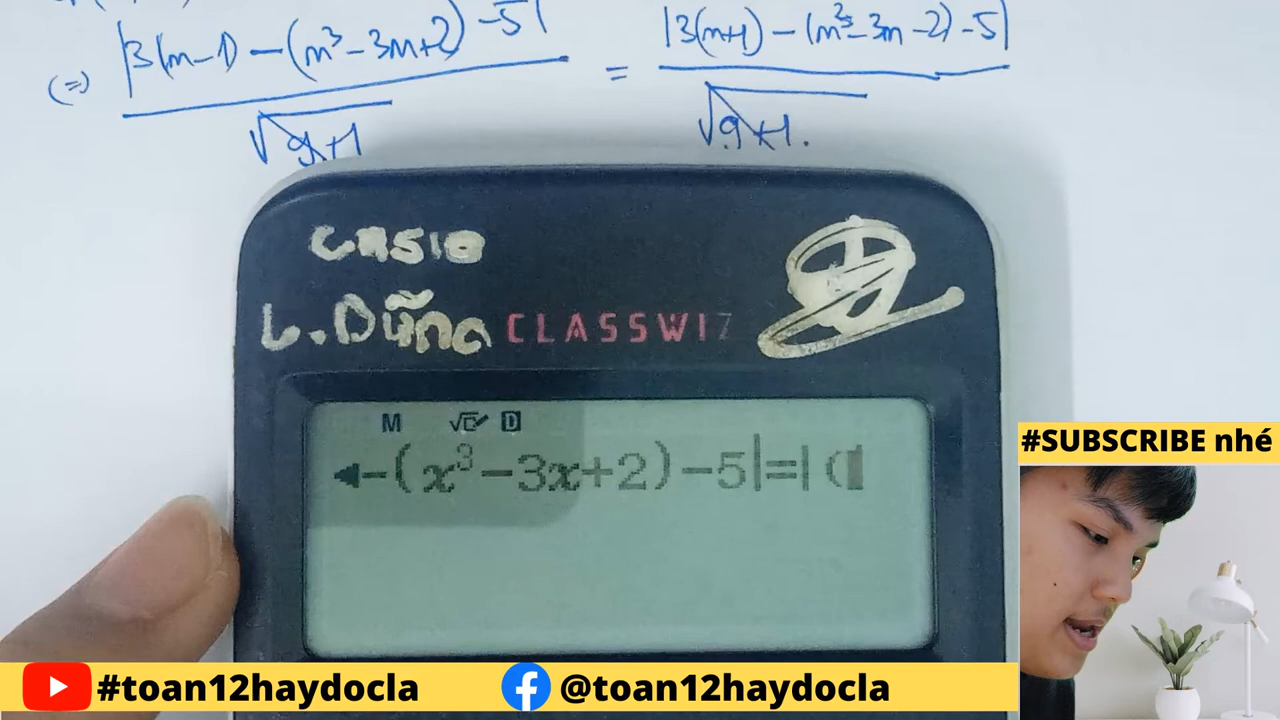 |3(m-1) - (m³ - 3m+2) - 5| |3(m+1) - (m³ - 3m - 2) - 5|
(=) =
√9+1 √9+1.
CASIO
L.Dũng CLASSWIZ
M √ D
◄-(x³-3x+2)-5|=|(
#SUBSCRIBE nhé
#toan12haydocla @toan12haydocla